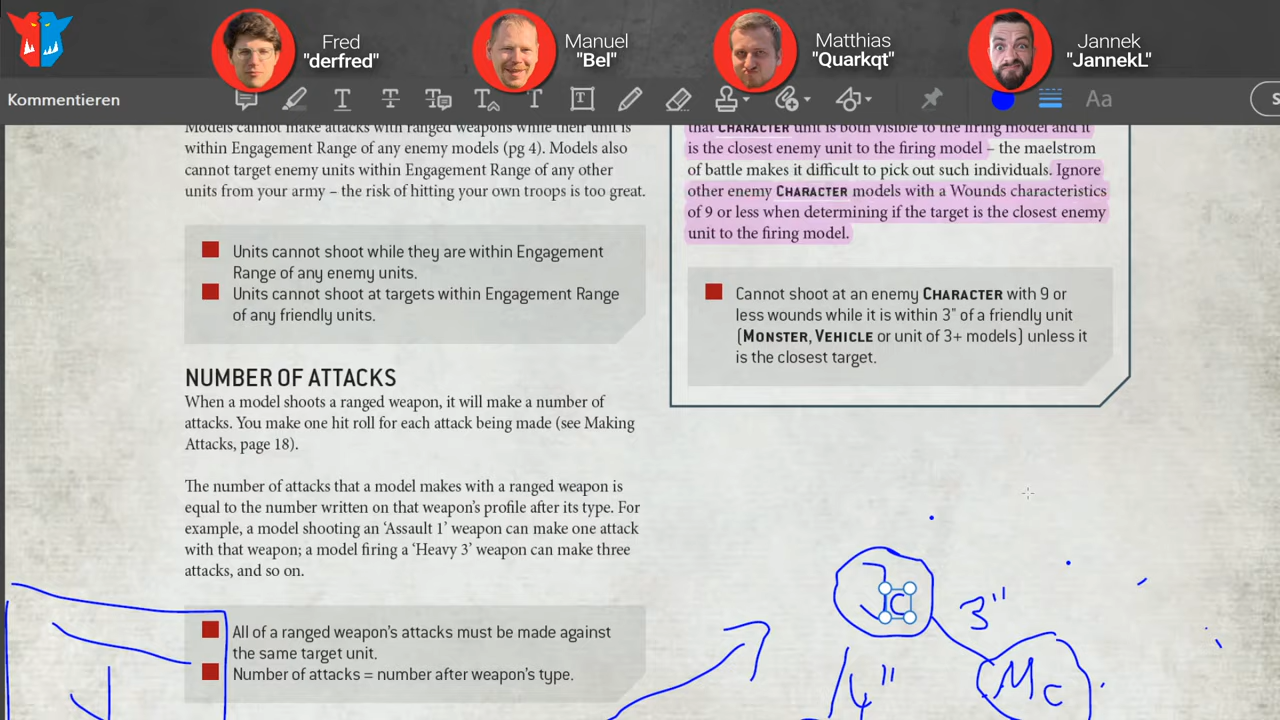 Fred
"derfred"
Manuel
"Bel"
Matthias
"Quarkqt"
Jannek
"JannekL"
Kommentieren
T
T
T
T
T
T
Aa
S
Models cannot make attacks with ranged weapons while their unit is
within Engagement Range of any enemy models (pg 4). Models also
cannot target enemy units within Engagement Range of any other
units from your army – the risk of hitting your own troops is too great.
Units cannot shoot while they are within Engagement
Range of any enemy units.
Units cannot shoot at targets within Engagement Range
of any friendly units.
NUMBER OF ATTACKS
When a model shoots a ranged weapon, it will make a number of
attacks. You make one hit roll for each attack being made (see Making
Attacks, page 18).
The number of attacks that a model makes with a ranged weapon is
equal to the number written on that weapon's profile after its type. For
example, a model shooting an ‘Assault 1’ weapon can make one attack
with that weapon; a model firing a ‘Heavy 3’ weapon can make three
attacks, and so on.
All of a ranged weapon's attacks must be made against
the same target unit.
Number of attacks = number after weapon's type.
that CHARACTER unit is both visible to the firing model and it
is the closest enemy unit to the firing model – the maelstrom
of battle makes it difficult to pick out such individuals. Ignore
other enemy CHARACTER models with a Wounds characteristics
of 9 or less when determining if the target is the closest enemy
unit to the firing model.
Cannot shoot at an enemy CHARACTER with 9 or
less wounds while it is within 3" of a friendly unit
(MONSTER, VEHICLE or unit of 3+ models) unless it
is the closest target.
3"
4"
Mc